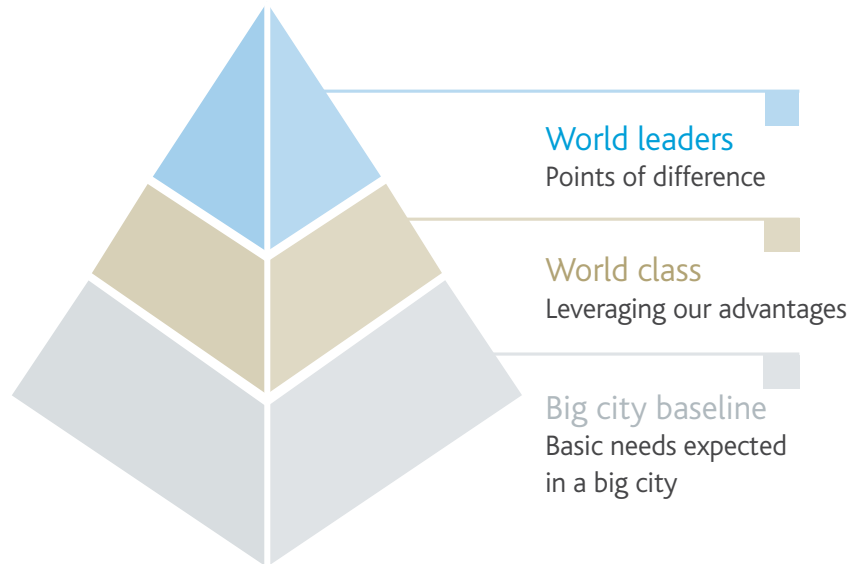 World leaders
Points of difference
World class
Leveraging our advantages
Big city baseline
Basic needs expected
in a big city